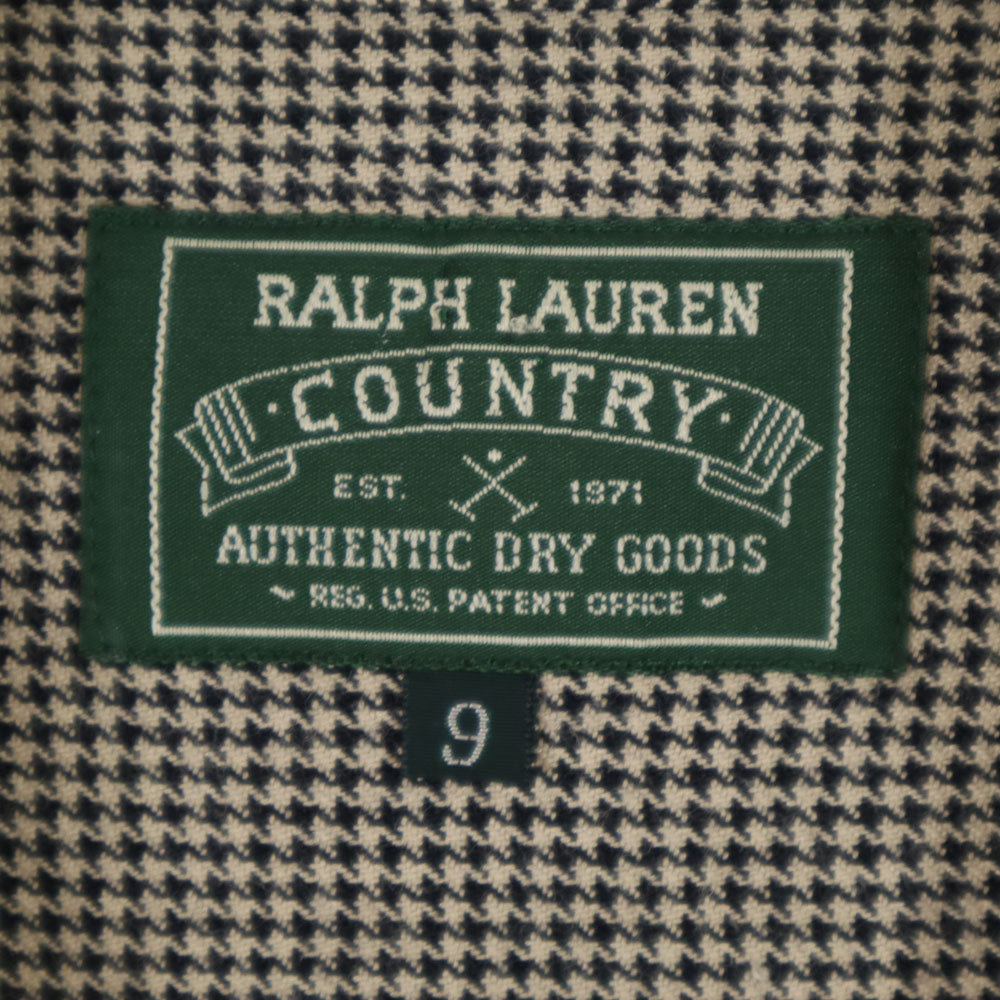 RALPH LAUREN
·COUNTRY·
EST. 1971
AUTHENTIC DRY GOODS
REG. U.S. PATENT OFFICE
9